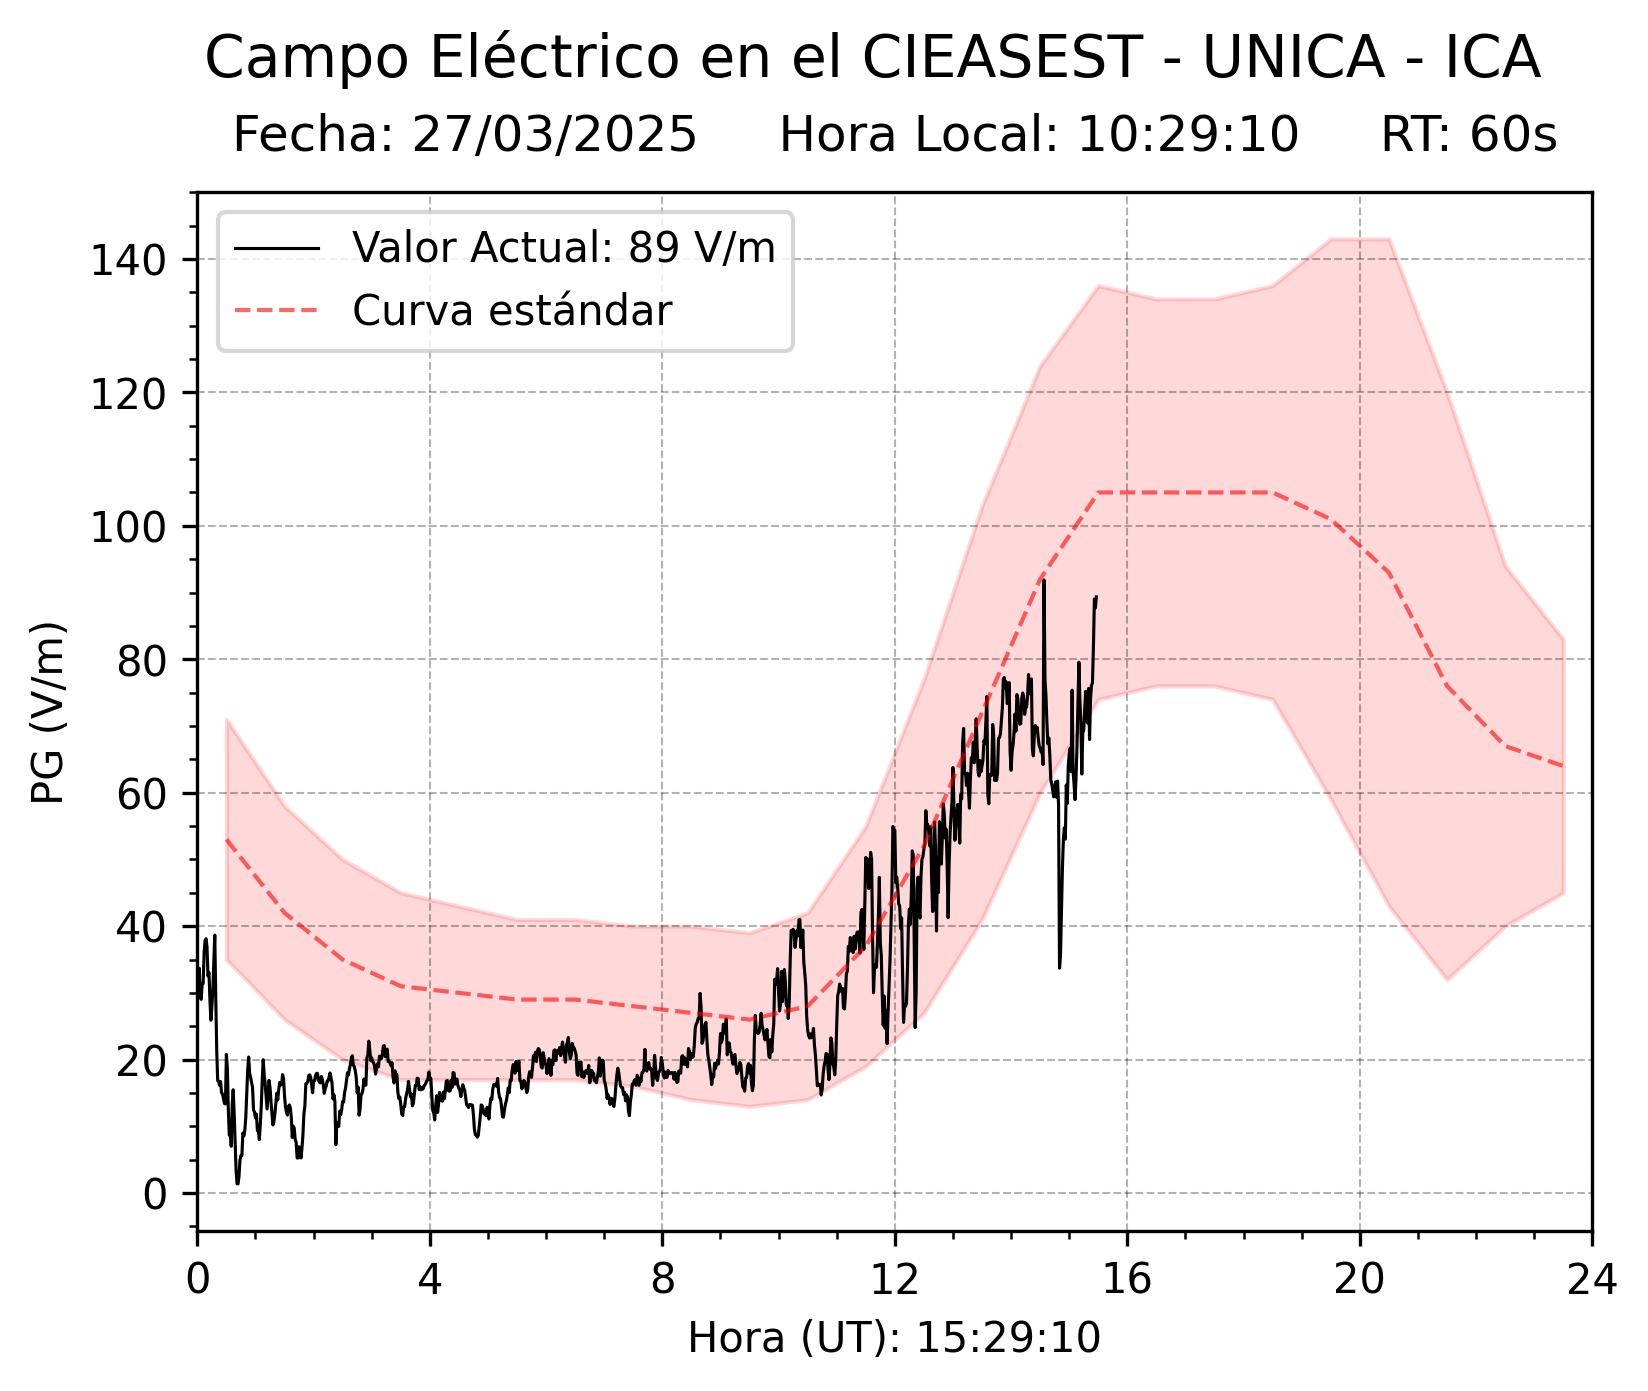 Campo Eléctrico en el CIEASEST - UNICA - ICA
Fecha: 27/03/2025 Hora Local: 10:29:10 RT: 60s
Valor Actual: 89 V/m
Curva estándar
140
120
100
80
60
40
20
0
PG (V/m)
0 4 8 12 16 20 24
Hora (UT): 15:29:10